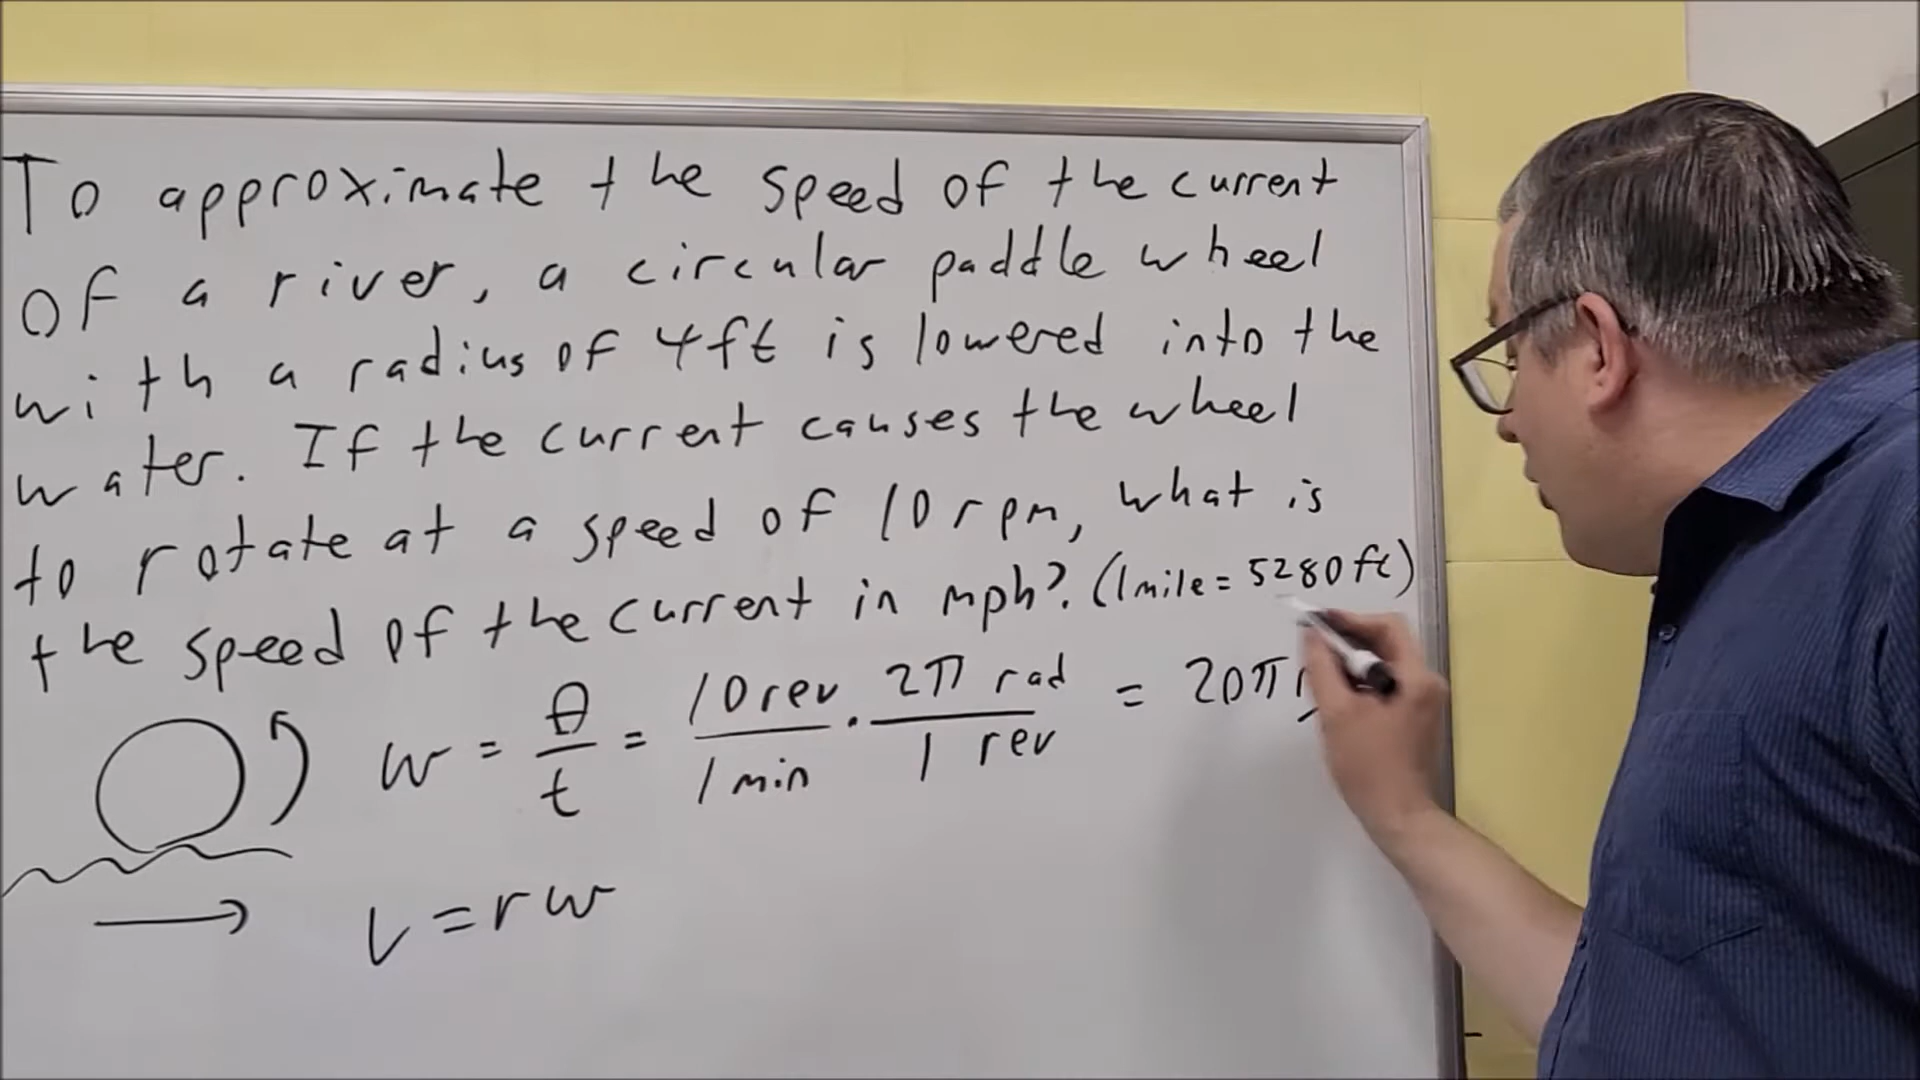 To approximate the speed of the current
of a river, a circular paddle wheel
with a radius of 4ft is lowered into the
water. If the current causes the wheel
to rotate at a speed of 10rpm, what is
the speed of the current in mph? (1mile = 5280ft)
w = θ/t = 10rev/1min · 2π rad/1 rev = 20π
v = rw